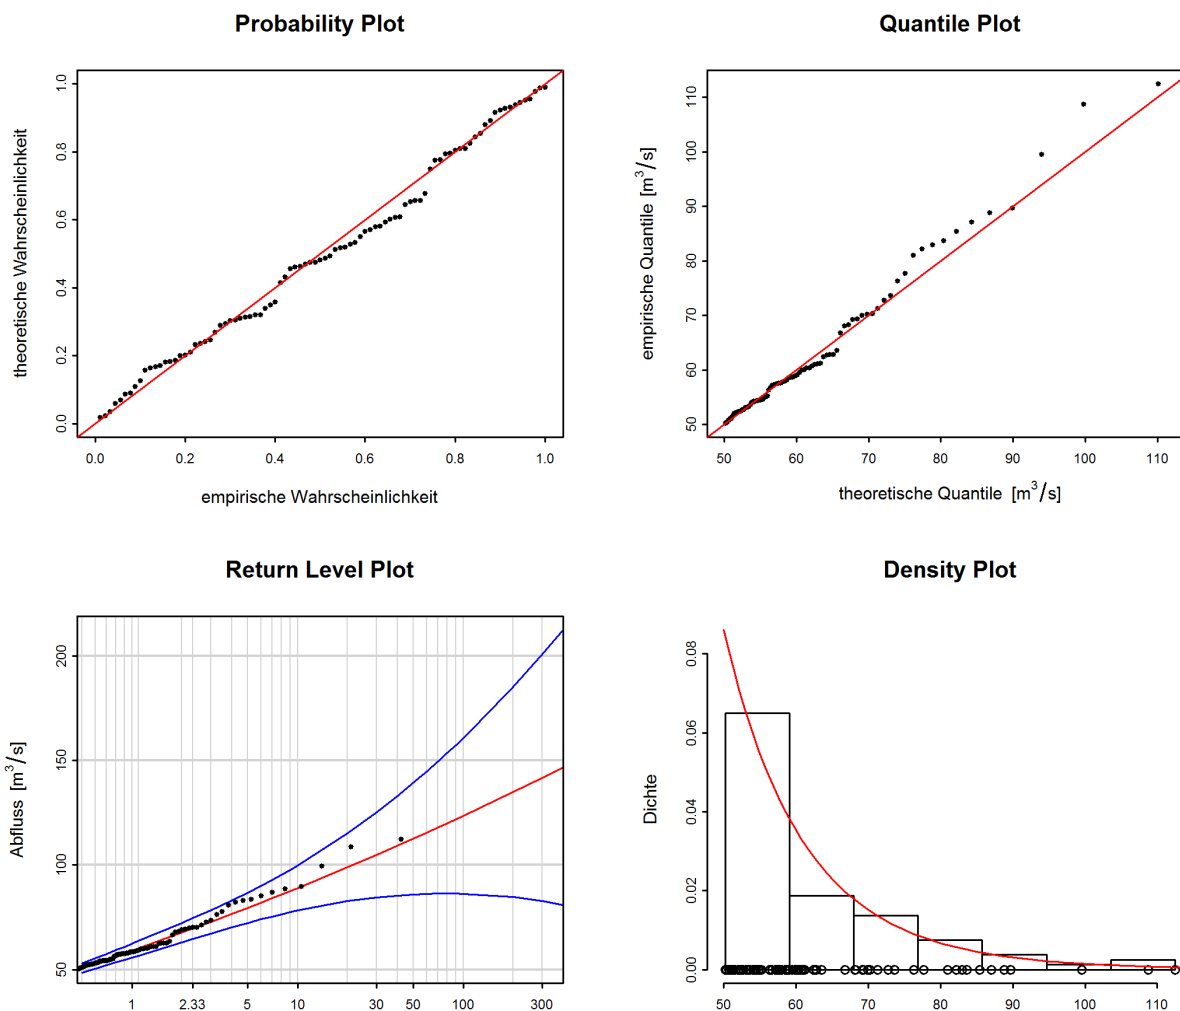 Probability Plot
theoretische Wahrscheinlichkeit
0.0 0.2 0.4 0.6 0.8 1.0
0.0 0.2 0.4 0.6 0.8 1.0
empirische Wahrscheinlichkeit
Quantile Plot
empirische Quantile [m³/s]
50 60 70 80 90 100 110
50 60 70 80 90 100 110
theoretische Quantile [m³/s]
Return Level Plot
Abfluss [m³/s]
50 100 150 200
1 2.33 5 10 30 50 100 300
Density Plot
Dichte
0.00 0.02 0.04 0.06 0.08
50 60 70 80 90 100 110